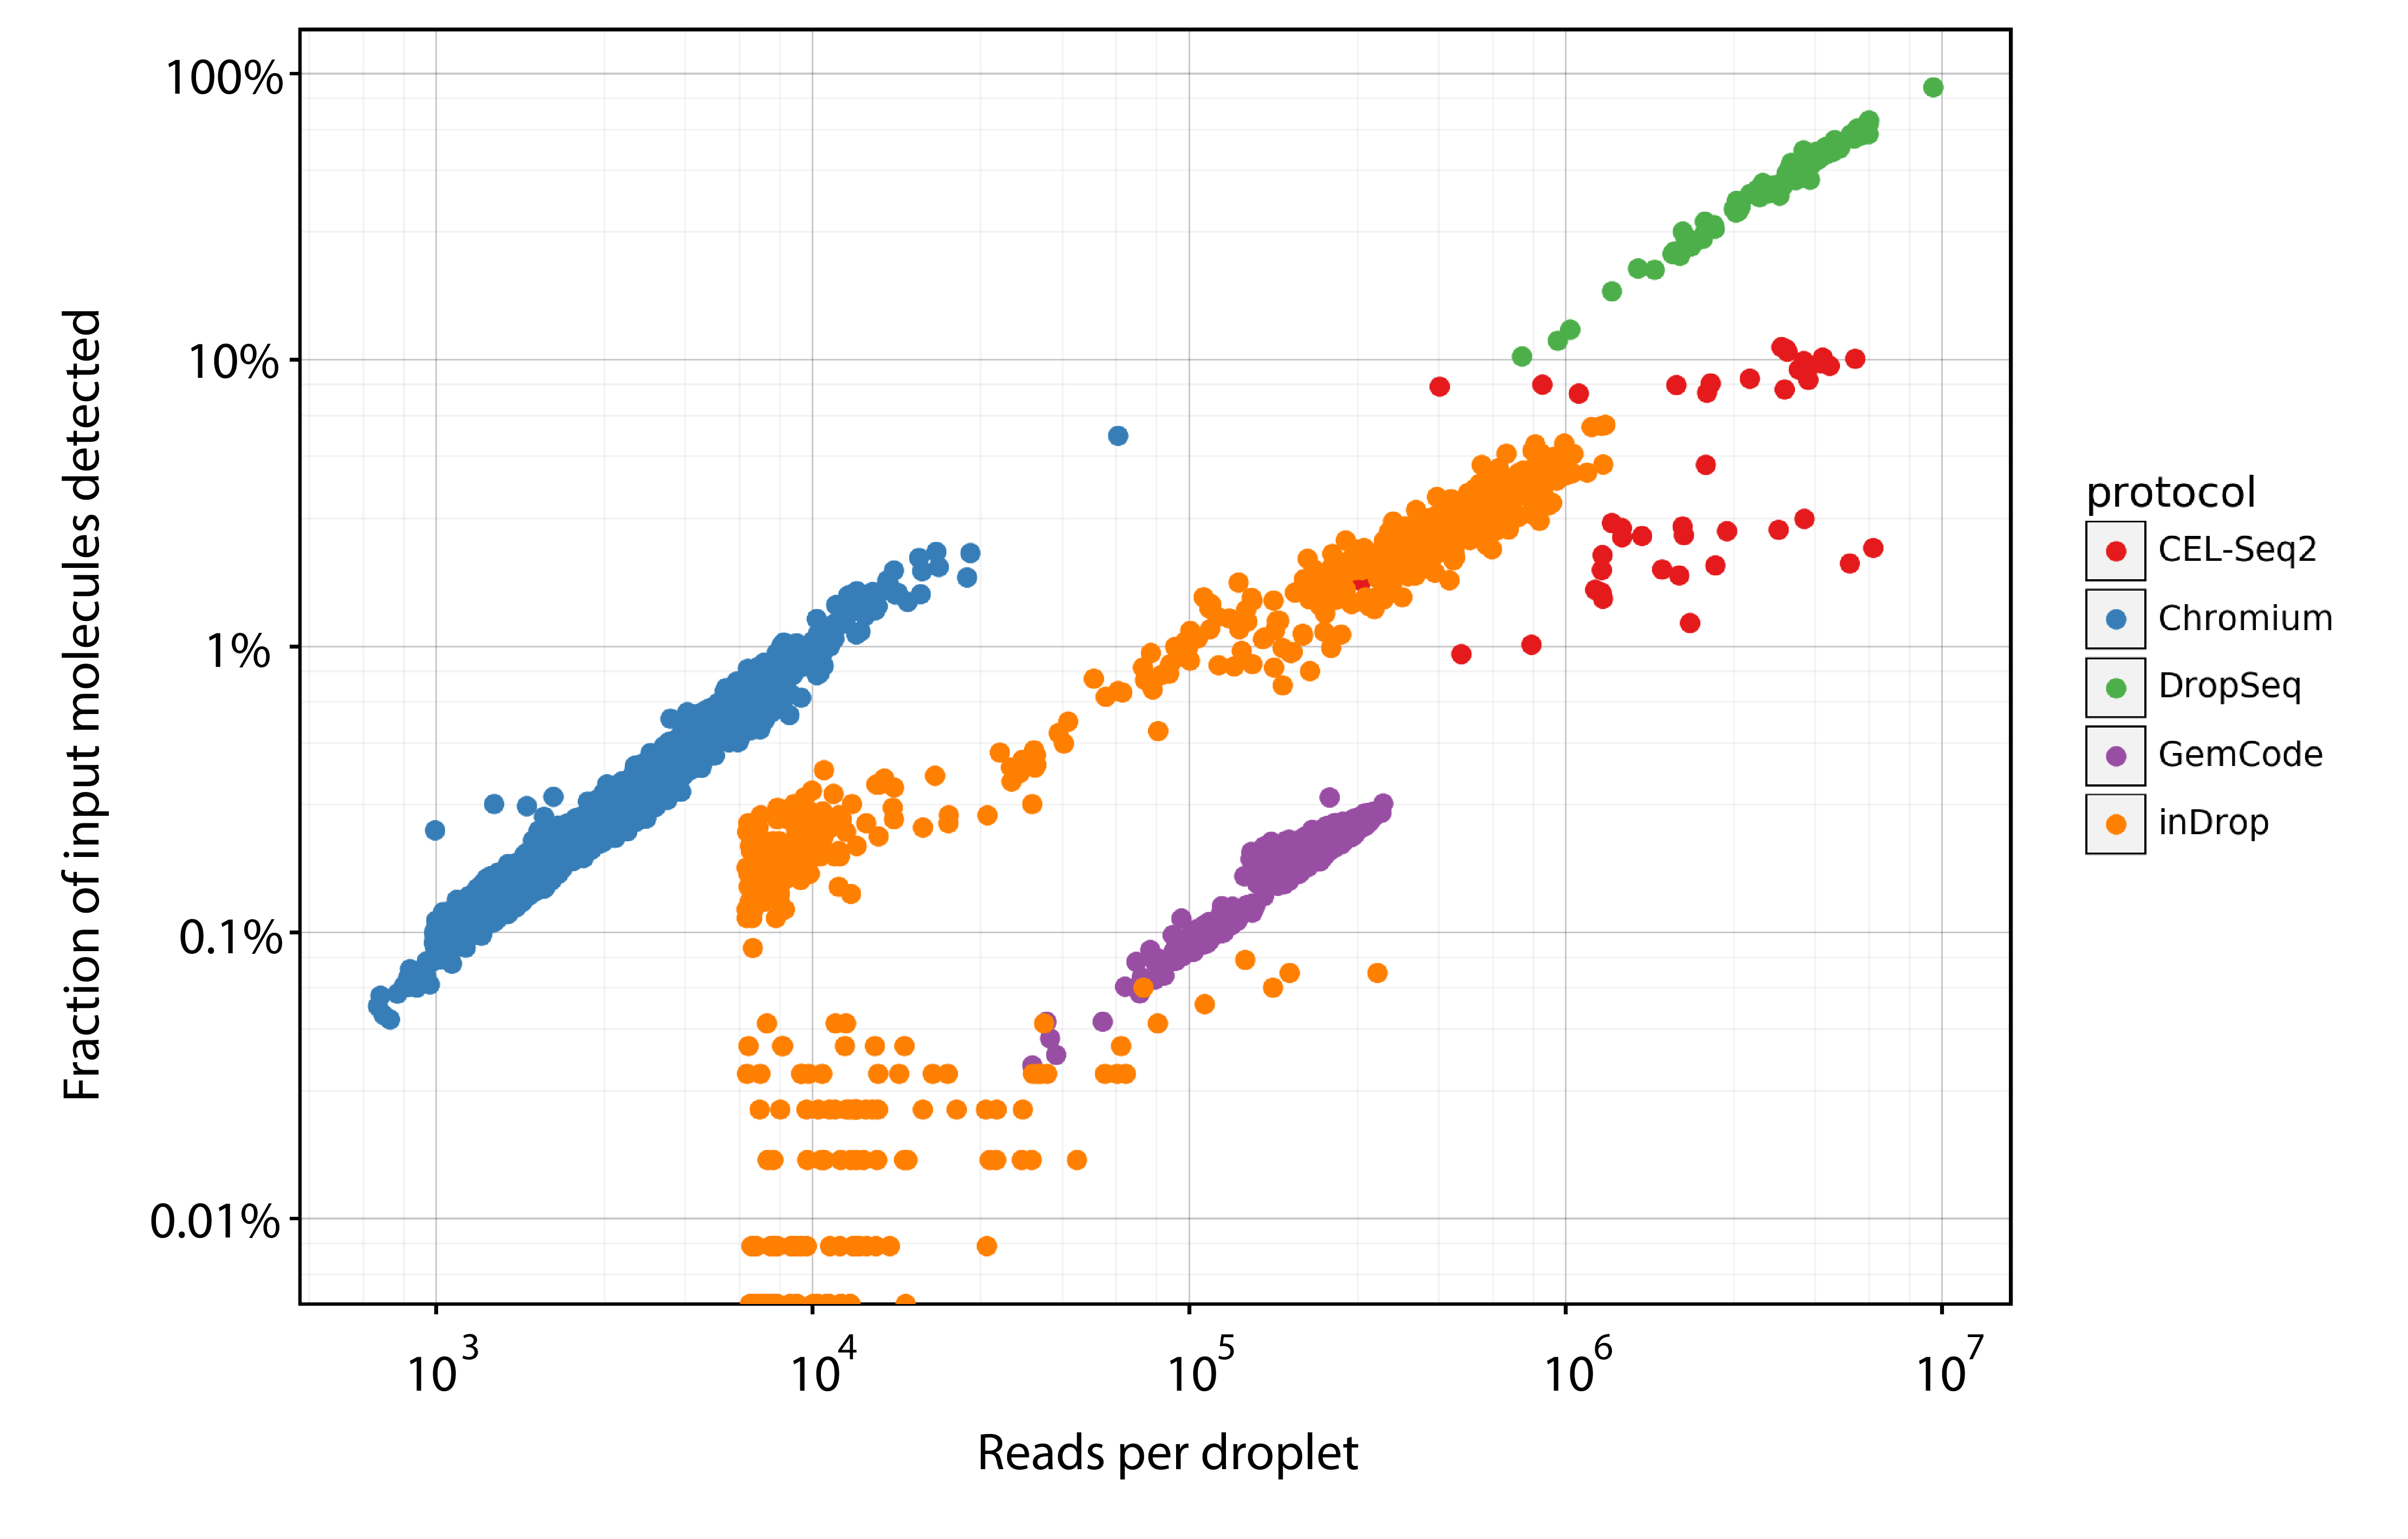 Fraction of input molecules detected
100%
10%
1%
0.1%
0.01%
10^3
10^4
10^5
10^6
10^7
Reads per droplet
protocol
CEL-Seq2
Chromium
DropSeq
GemCode
inDrop